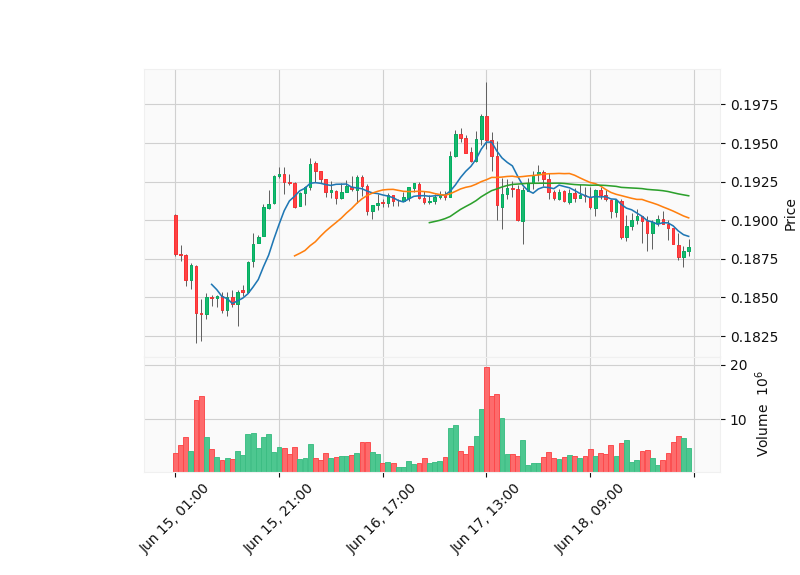 0.1975
0.1950
0.1925
0.1900
0.1875
0.1850
0.1825
Price
20
10
Volume 10⁶
Jun 15, 01:00
Jun 15, 21:00
Jun 16, 17:00
Jun 17, 13:00
Jun 18, 09:00